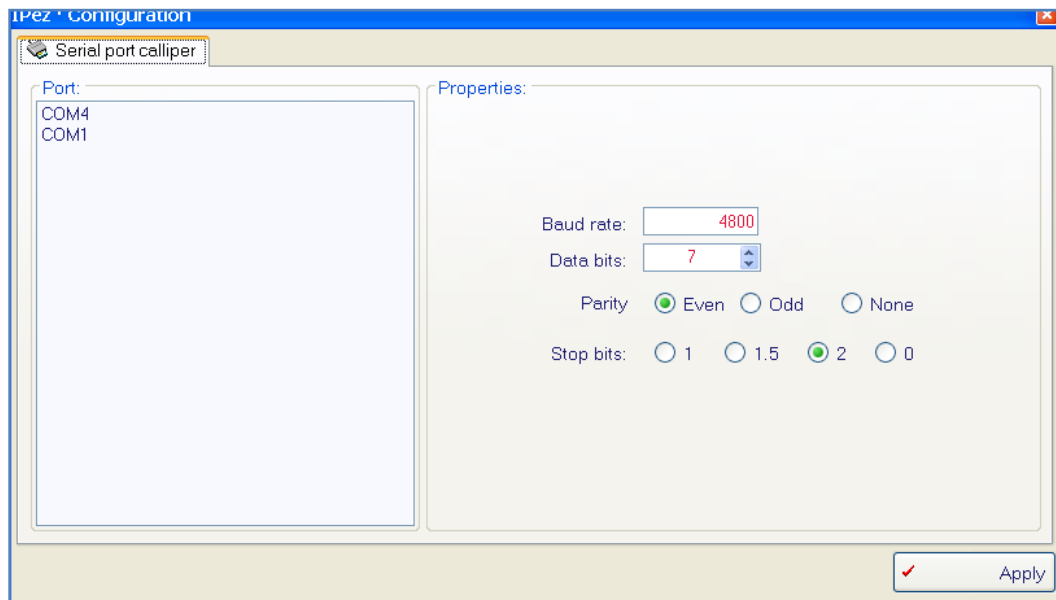 IPez · Configuration
Serial port calliper
Port:
COM4
COM1
Properties:
Baud rate: 4800
Data bits: 7
Parity Even Odd None
Stop bits: 1 1.5 2 0
Apply